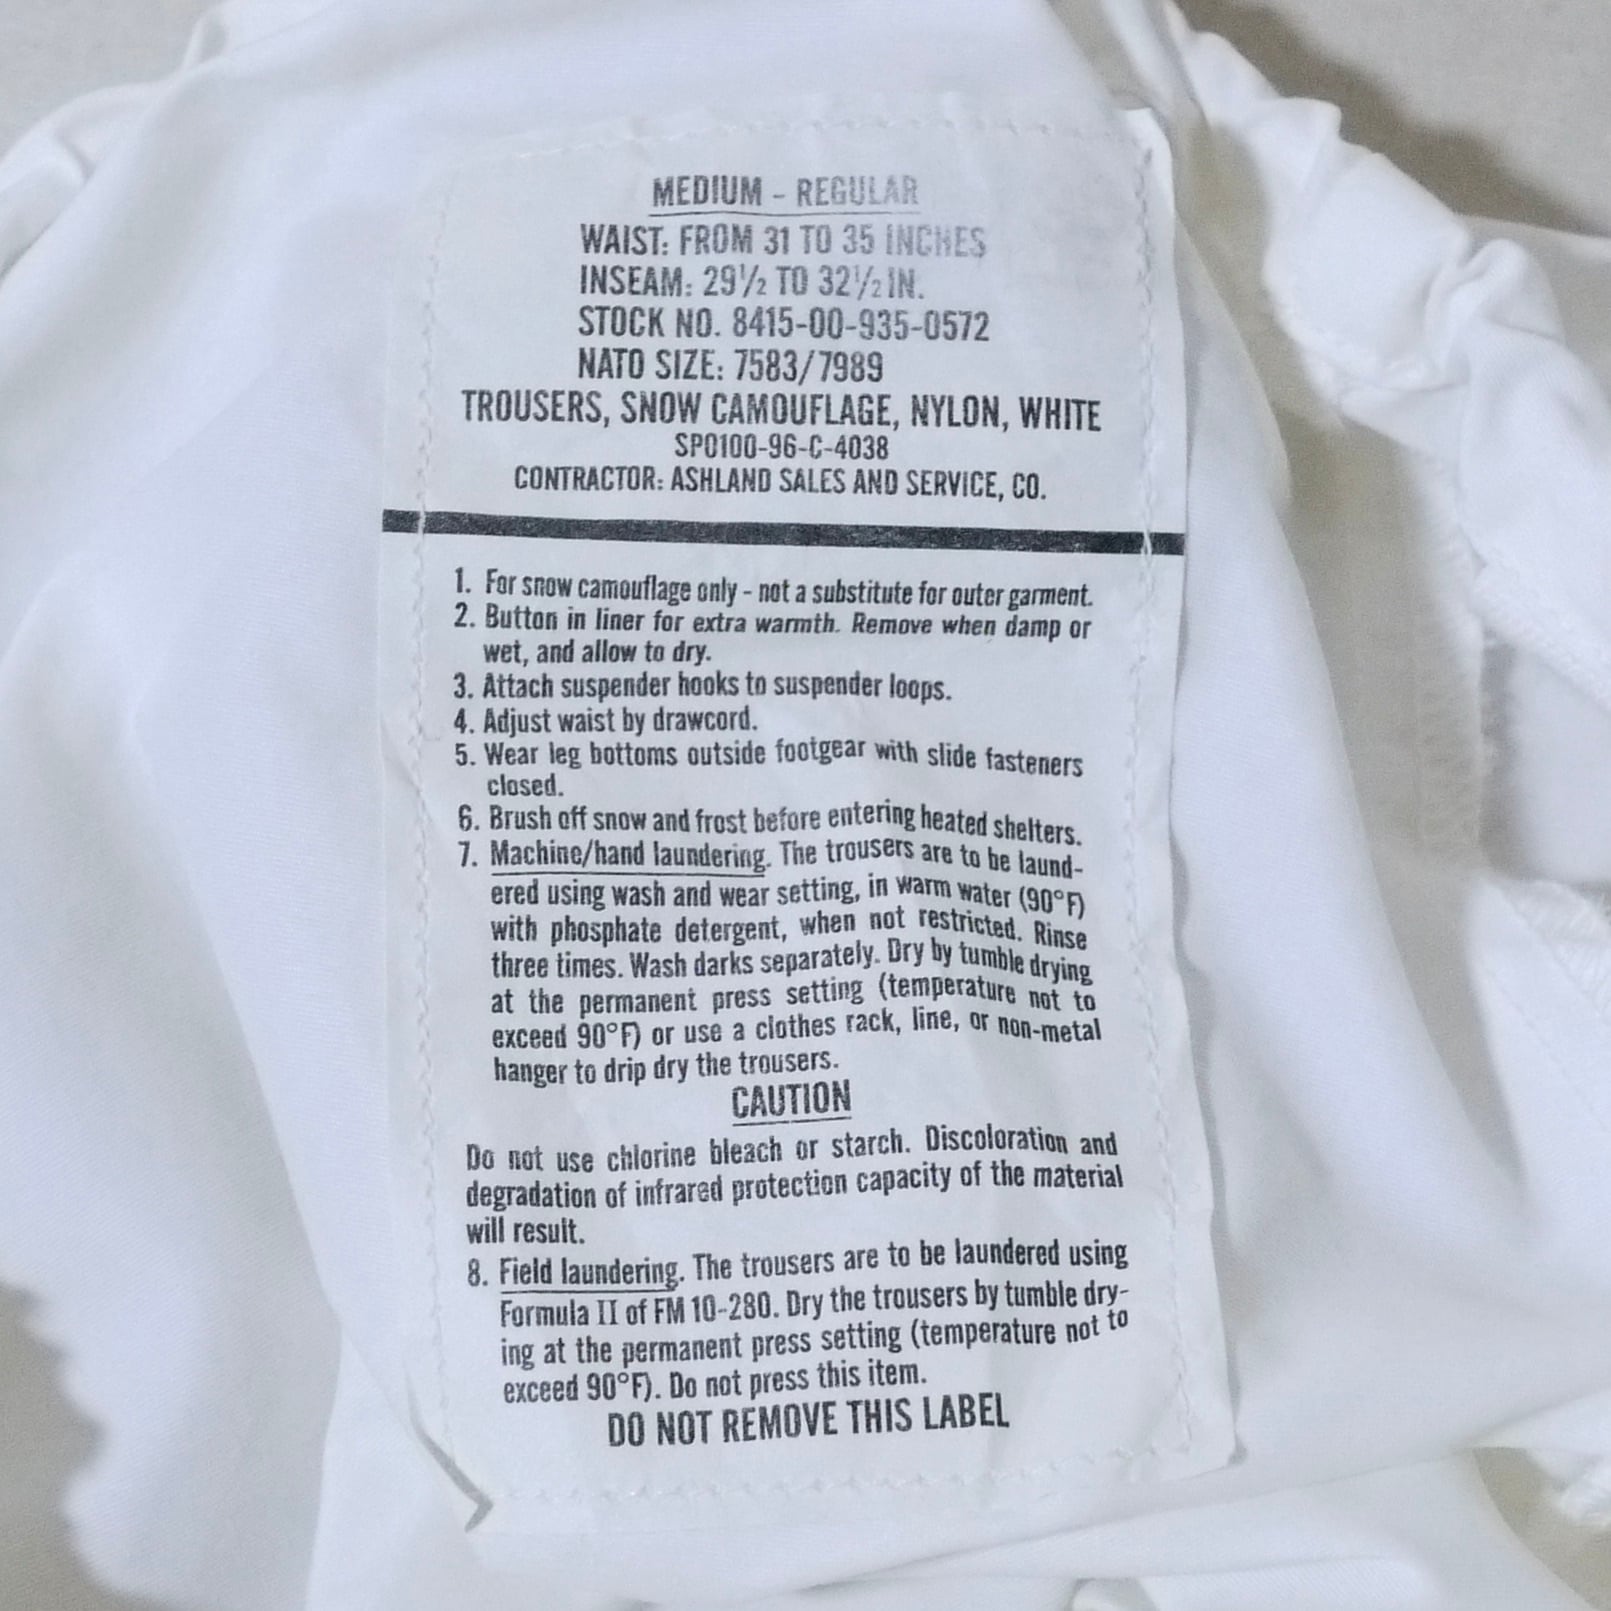 MEDIUM - REGULAR
WAIST: FROM 31 TO 35 INCHES
INSEAM: 29½ TO 32½ IN.
STOCK NO. 8415-00-935-0572
NATO SIZE: 7583/7989
TROUSERS, SNOW CAMOUFLAGE, NYLON, WHITE
SPO100-96-C-4038
CONTRACTOR: ASHLAND SALES AND SERVICE, CO.
1. For snow camouflage only - not a substitute for outer garment.
2. Button in liner for extra warmth. Remove when damp or
wet, and allow to dry.
3. Attach suspender hooks to suspender loops.
4. Adjust waist by drawcord.
5. Wear leg bottoms outside footgear with slide fasteners
closed.
6. Brush off snow and frost before entering heated shelters.
7. Machine/hand laundering. The trousers are to be laund-
ered using wash and wear setting, in warm water (90°F)
with phosphate detergent, when not restricted. Rinse
three times. Wash darks separately. Dry by tumble drying
at the permanent press setting (temperature not to
exceed 90°F) or use a clothes rack, line, or non-metal
hanger to drip dry the trousers.
CAUTION
Do not use chlorine bleach or starch. Discoloration and
degradation of infrared protection capacity of the material
will result.
8. Field laundering. The trousers are to be laundered using
Formula II of FM 10-280. Dry the trousers by tumble dry-
ing at the permanent press setting (temperature not to
exceed 90°F). Do not press this item.
DO NOT REMOVE THIS LABEL